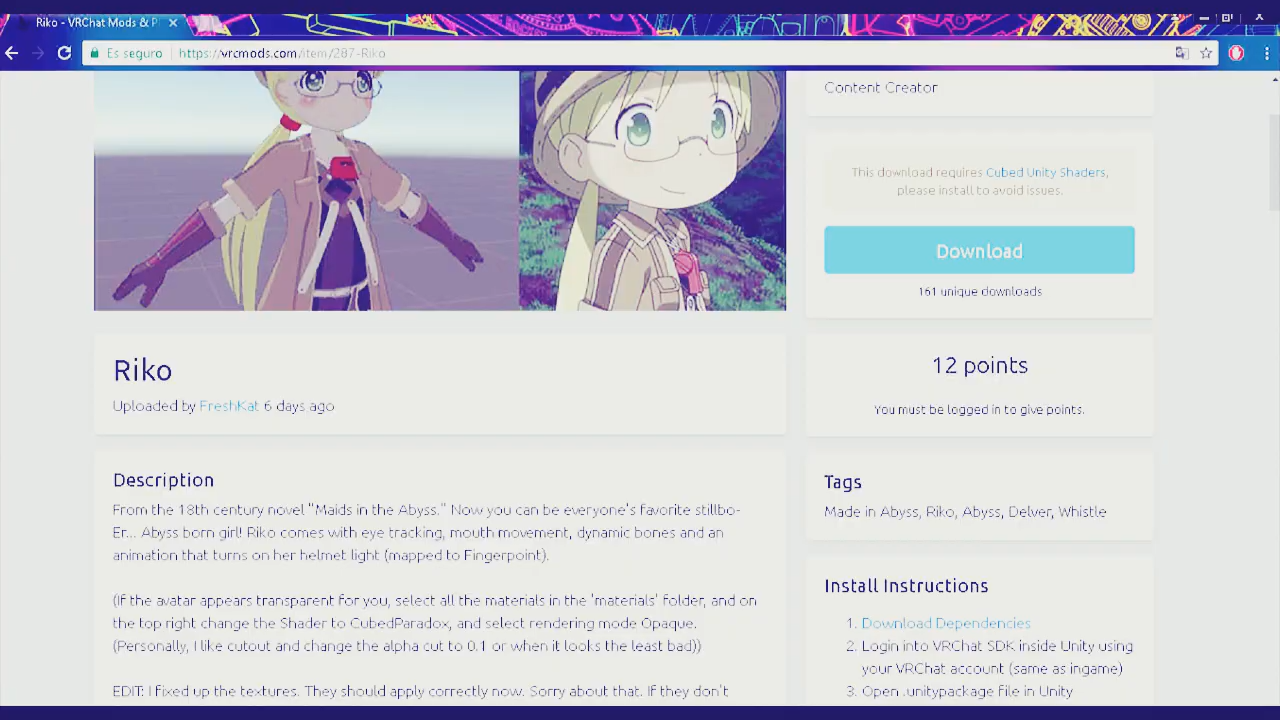 Riko - VRChat Mods & P
Es seguro
https://vrcmods.com/item/287-Riko
Content Creator
This download requires Cubed Unity Shaders,
please install to avoid issues.
Download
161 unique downloads
12 points
You must be logged in to give points.
Riko
Uploaded by FreshKat 6 days ago
Description
From the 18th century novel "Maids in the Abyss." Now you can be everyone's favorite stillbo-
Er... Abyss born girl! Riko comes with eye tracking, mouth movement, dynamic bones and an
animation that turns on her helmet light (mapped to Fingerpoint).
(If the avatar appears transparent for you, select all the materials in the 'materials' folder, and on
the top right change the Shader to CubedParadox, and select rendering mode Opaque.
(Personally I like cutout and change the alpha cut to 0.1 or when it looks the least bad))
EDIT: I fixed up the textures. They should apply correctly now. Sorry about that. If they don't
Tags
Made in Abyss, Riko, Abyss, Delver, Whistle
Install Instructions
1. Download Dependencies
2. Login into VRChat SDK inside Unity using
your VRChat account (same as ingame)
3. Open .unitypackage file in Unity